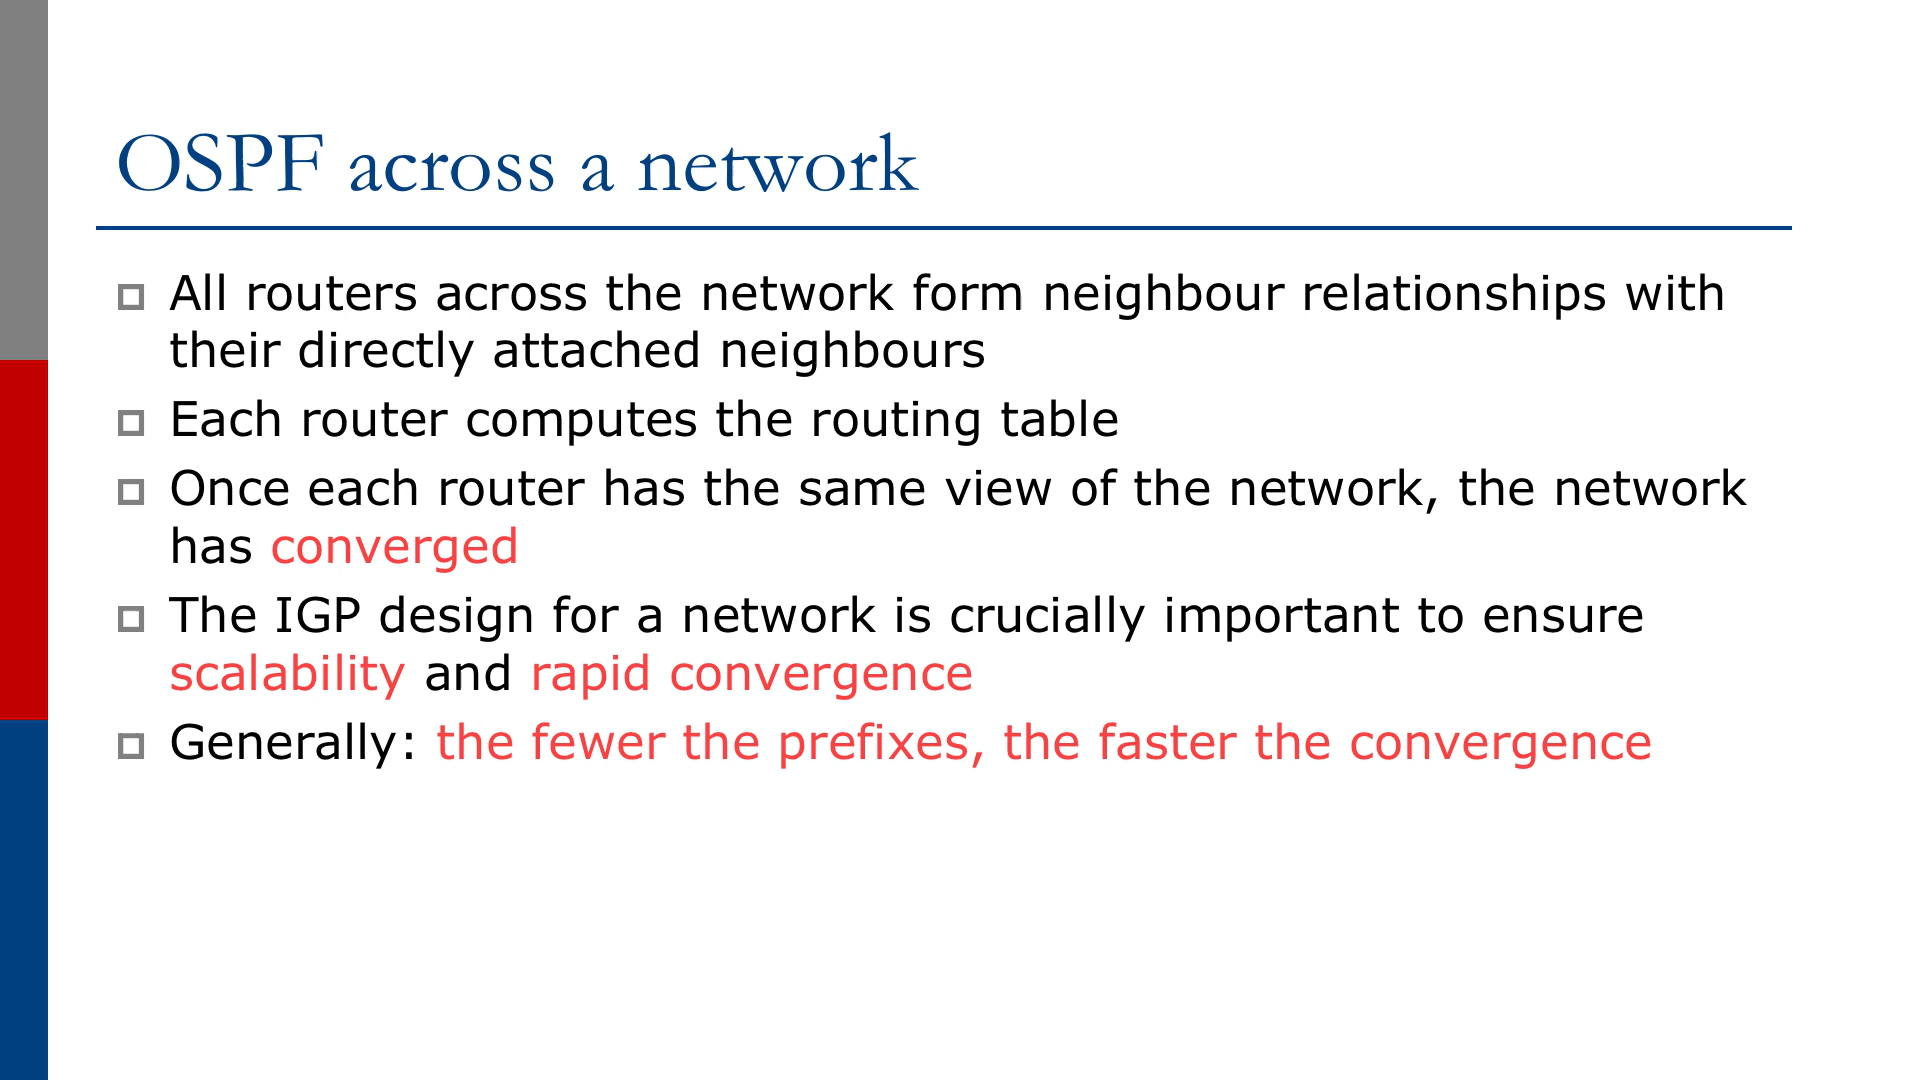 OSPF across a network
All routers across the network form neighbour relationships with
their directly attached neighbours
Each router computes the routing table
Once each router has the same view of the network, the network
has converged
The IGP design for a network is crucially important to ensure
scalability and rapid convergence
Generally: the fewer the prefixes, the faster the convergence